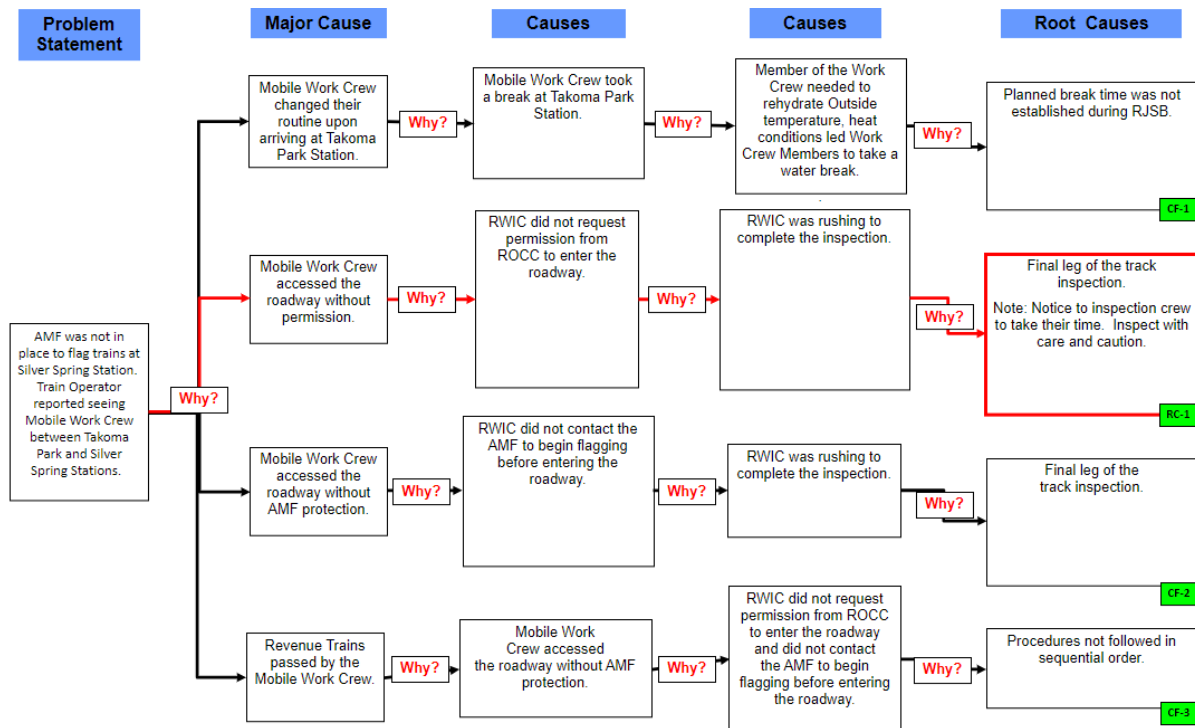 Problem
Statement
Major Cause
Causes
Causes
Root Causes
AMF was not in
place to flag trains at
Silver Spring Station.
Train Operator
reported seeing
Mobile Work Crew
between Takoma
Park and Silver
Spring Stations.
Why?
Mobile Work Crew
changed their
routine upon
arriving at Takoma
Park Station.
Why?
Mobile Work Crew took
a break at Takoma Park
Station.
Why?
Member of the Work
Crew needed to
rehydrate Outside
temperature, heat
conditions led Work
Crew Members to take a
water break.
Why?
Planned break time was not
established during RJSB.
CF-1
Mobile Work Crew
accessed the
roadway without
permission.
Why?
RWIC did not request
permission from
ROCC to enter the
roadway.
Why?
RWIC was rushing to
complete the inspection.
Why?
Final leg of the track
inspection.
Note: Notice to inspection crew
to take their time. Inspect with
care and caution.
RC-1
Mobile Work Crew
accessed the
roadway without
AMF protection.
Why?
RWIC did not contact the
AMF to begin flagging
before entering the
roadway.
Why?
RWIC was rushing to
complete the inspection.
Why?
Final leg of the
track inspection.
CF-2
Revenue Trains
passed by the
Mobile Work Crew.
Why?
Mobile Work
Crew accessed
the roadway without AMF
protection.
Why?
RWIC did not request
permission from ROCC
to enter the roadway
and did not contact
the AMF to begin
flagging before entering
the roadway.
Why?
Procedures not followed in
sequential order.
CF-3